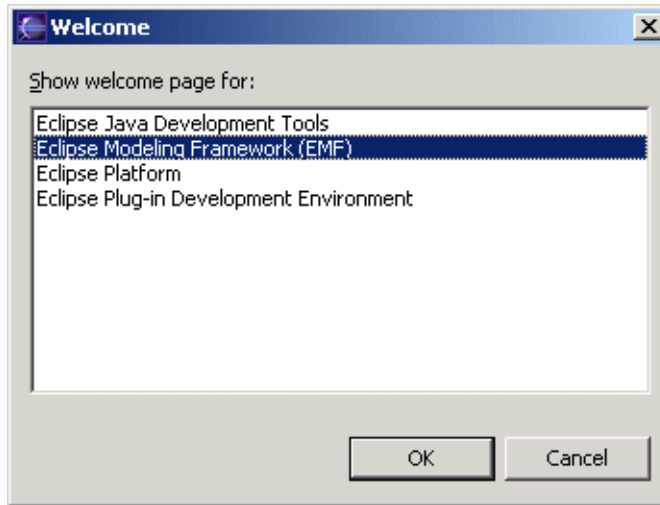 Welcome
Show welcome page for:
Eclipse Java Development Tools
Eclipse Modeling Framework (EMF)
Eclipse Platform
Eclipse Plug-in Development Environment
OK
Cancel